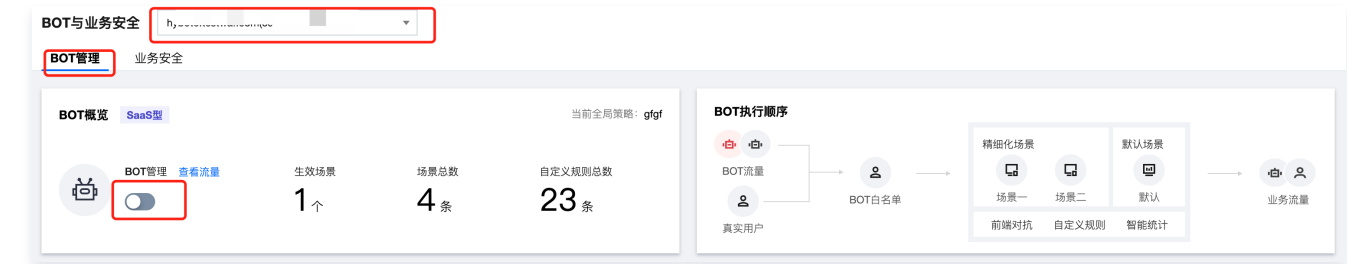 BOT与业务安全
BOT管理 业务安全
BOT概览 SaaS型 当前全局策略: gfgf
BOT管理 查看流量 生效场景 场景总数 自定义规则总数
1 个 4 条 23 条
BOT执行顺序
精细化场景 默认场景
BOT流量 BOT白名单 场景一 场景二 默认 业务流量
真实用户 前端对抗 自定义规则 智能统计